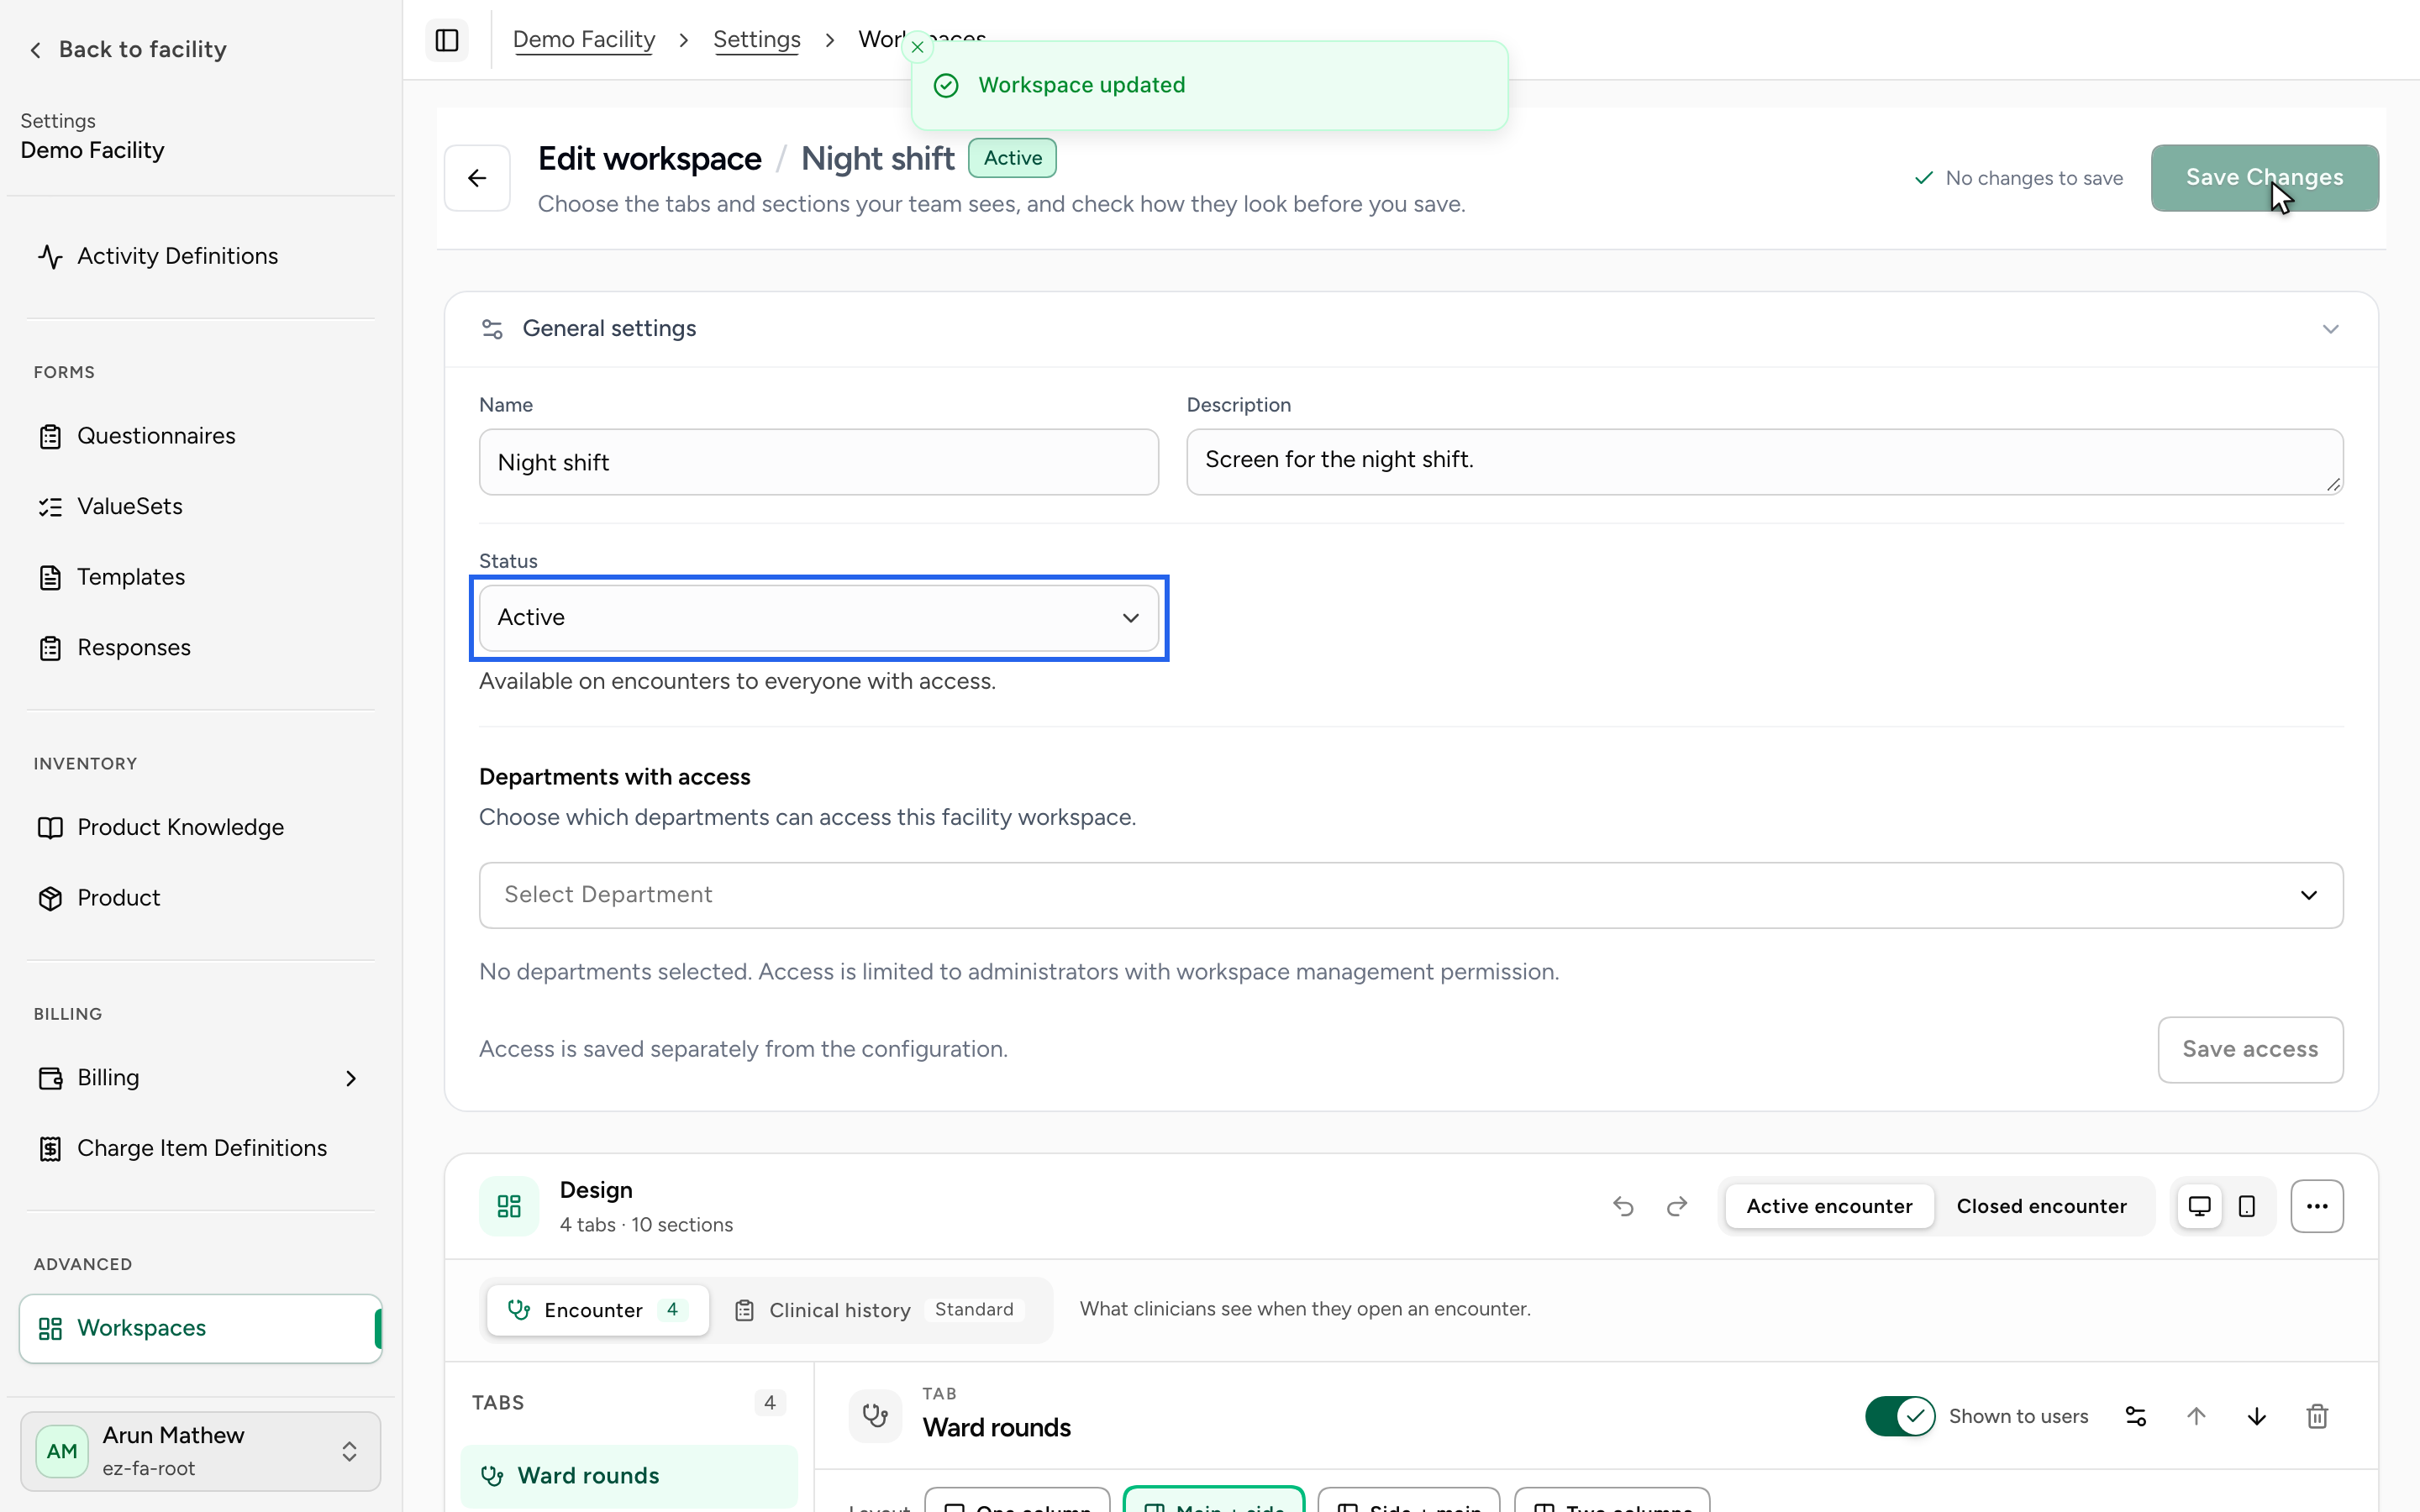 Back to facility
Settings
Demo Facility
Activity Definitions
FORMS
Questionnaires
ValueSets
Templates
Responses
INVENTORY
Product Knowledge
Product
BILLING
Billing
Charge Item Definitions
ADVANCED
Workspaces
AM
Arun Mathew
ez-fa-root
Demo Facility > Settings >
Workspace updated
Edit workspace / Night shift Active
Choose the tabs and sections your team sees, and check how they look before you save.
No changes to save
Save Changes
General settings
Name
Night shift
Description
Screen for the night shift.
Status
Active
Available on encounters to everyone with access.
Departments with access
Choose which departments can access this facility workspace.
Select Department
No departments selected. Access is limited to administrators with workspace management permission.
Access is saved separately from the configuration.
Save access
Design
4 tabs · 10 sections
Active encounter
Closed encounter
Encounter 4
Clinical history Standard
What clinicians see when they open an encounter.
TABS 4
Ward rounds
TAB
Ward rounds
Shown to users